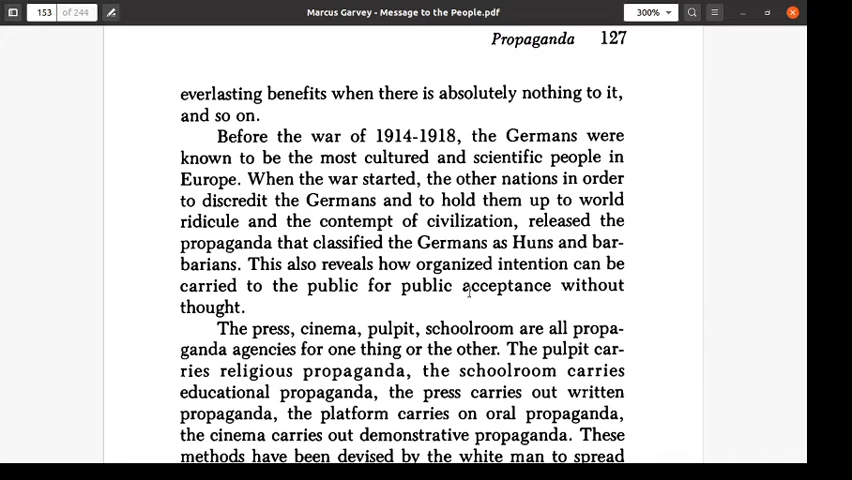 153 of 244
Marcus Garvey - Message to the People.pdf
300%
Propaganda 127
everlasting benefits when there is absolutely nothing to it,
and so on.
Before the war of 1914-1918, the Germans were
known to be the most cultured and scientific people in
Europe. When the war started, the other nations in order
to discredit the Germans and to hold them up to world
ridicule and the contempt of civilization, released the
propaganda that classified the Germans as Huns and bar-
barians. This also reveals how organized intention can be
carried to the public for public acceptance without
thought.
The press, cinema, pulpit, schoolroom are all propa-
ganda agencies for one thing or the other. The pulpit car-
ries religious propaganda, the schoolroom carries
educational propaganda, the press carries out written
propaganda, the platform carries on oral propaganda,
the cinema carries out demonstrative propaganda. These
methods have been devised by the white man to spread